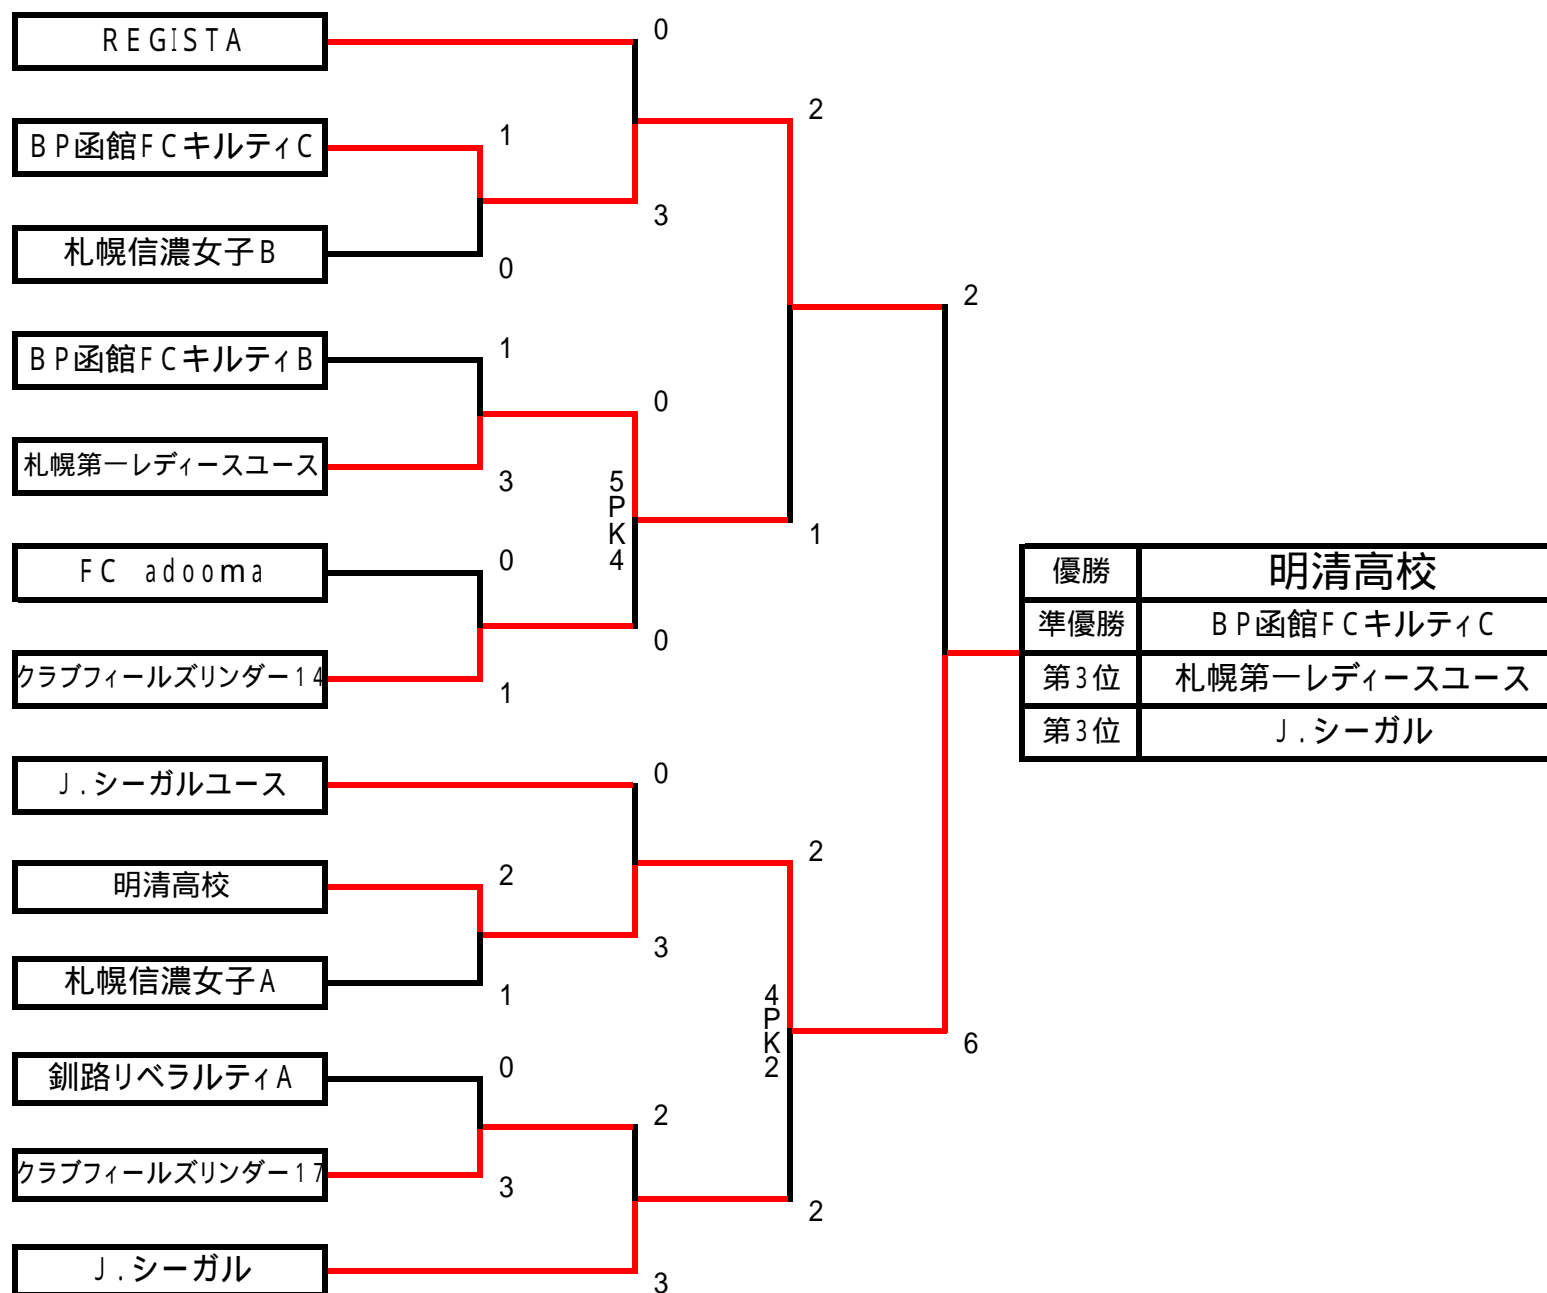 REGISTA
0
2
BP函館FCキルティC
1
3
札幌信濃女子B
0
2
BP函館FCキルティB
1
0
札幌第一レディースユース
3
5
P
K
4
1
FC adooma
0
0
クラブフィールズリンダー14
1
優勝 明清高校
準優勝 BP函館FCキルティC
第3位 札幌第一レディースユース
第3位 J.シーガル
J.シーガルユース
0
2
明清高校
2
3
札幌信濃女子A
1
4
P
K
2
6
釧路リベラルティA
0
2
クラブフィールズリンダー17
3
2
J.シーガル
3